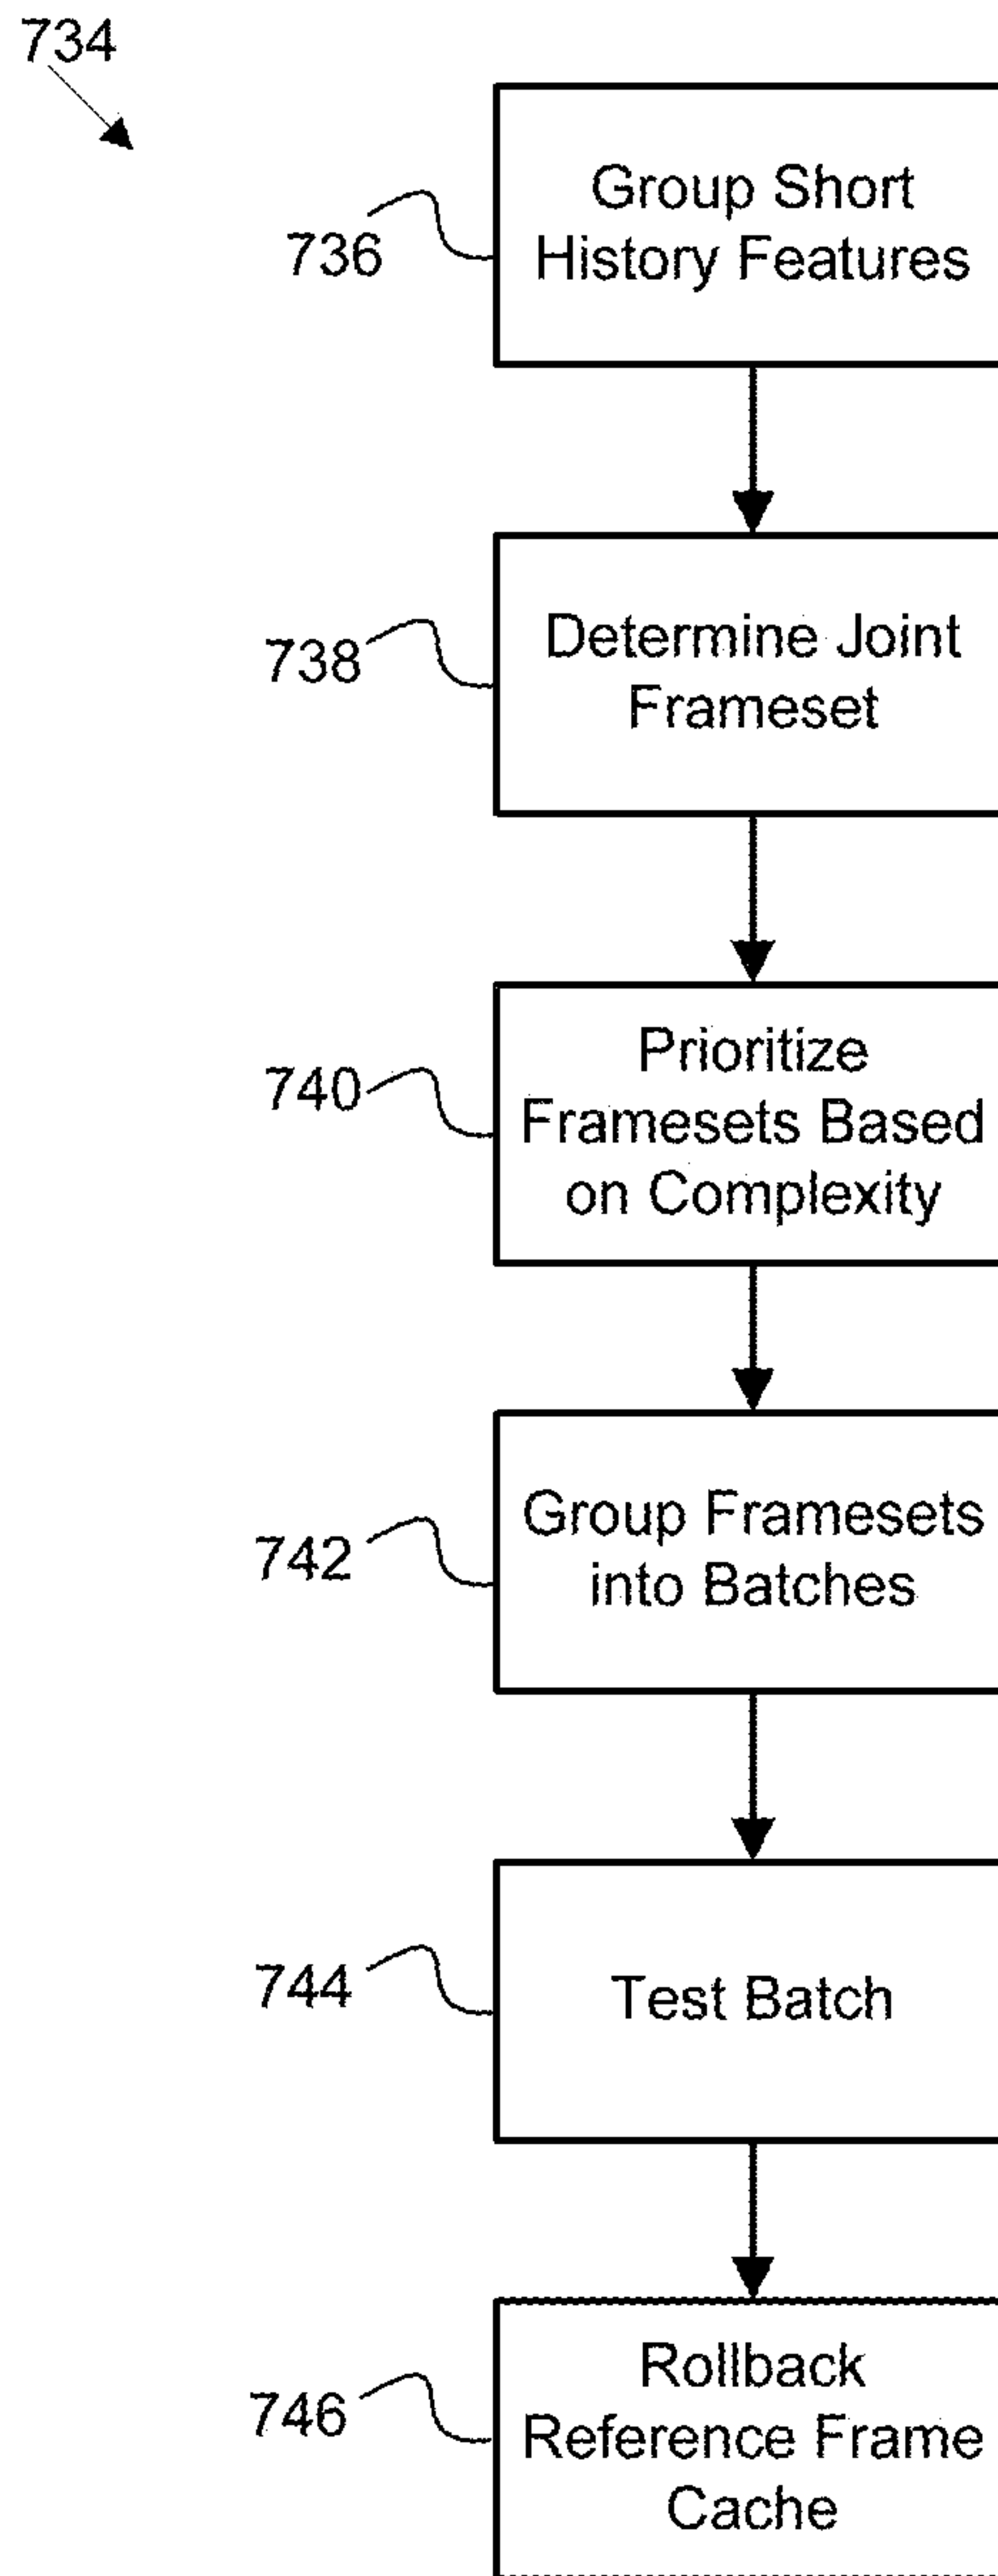 734
Group Short
History Features
736
Determine Joint
Frameset
738
Prioritize
Framesets Based
on Complexity
740
Group Framesets
into Batches
742
Test Batch
744
Rollback
Reference Frame
Cache
746